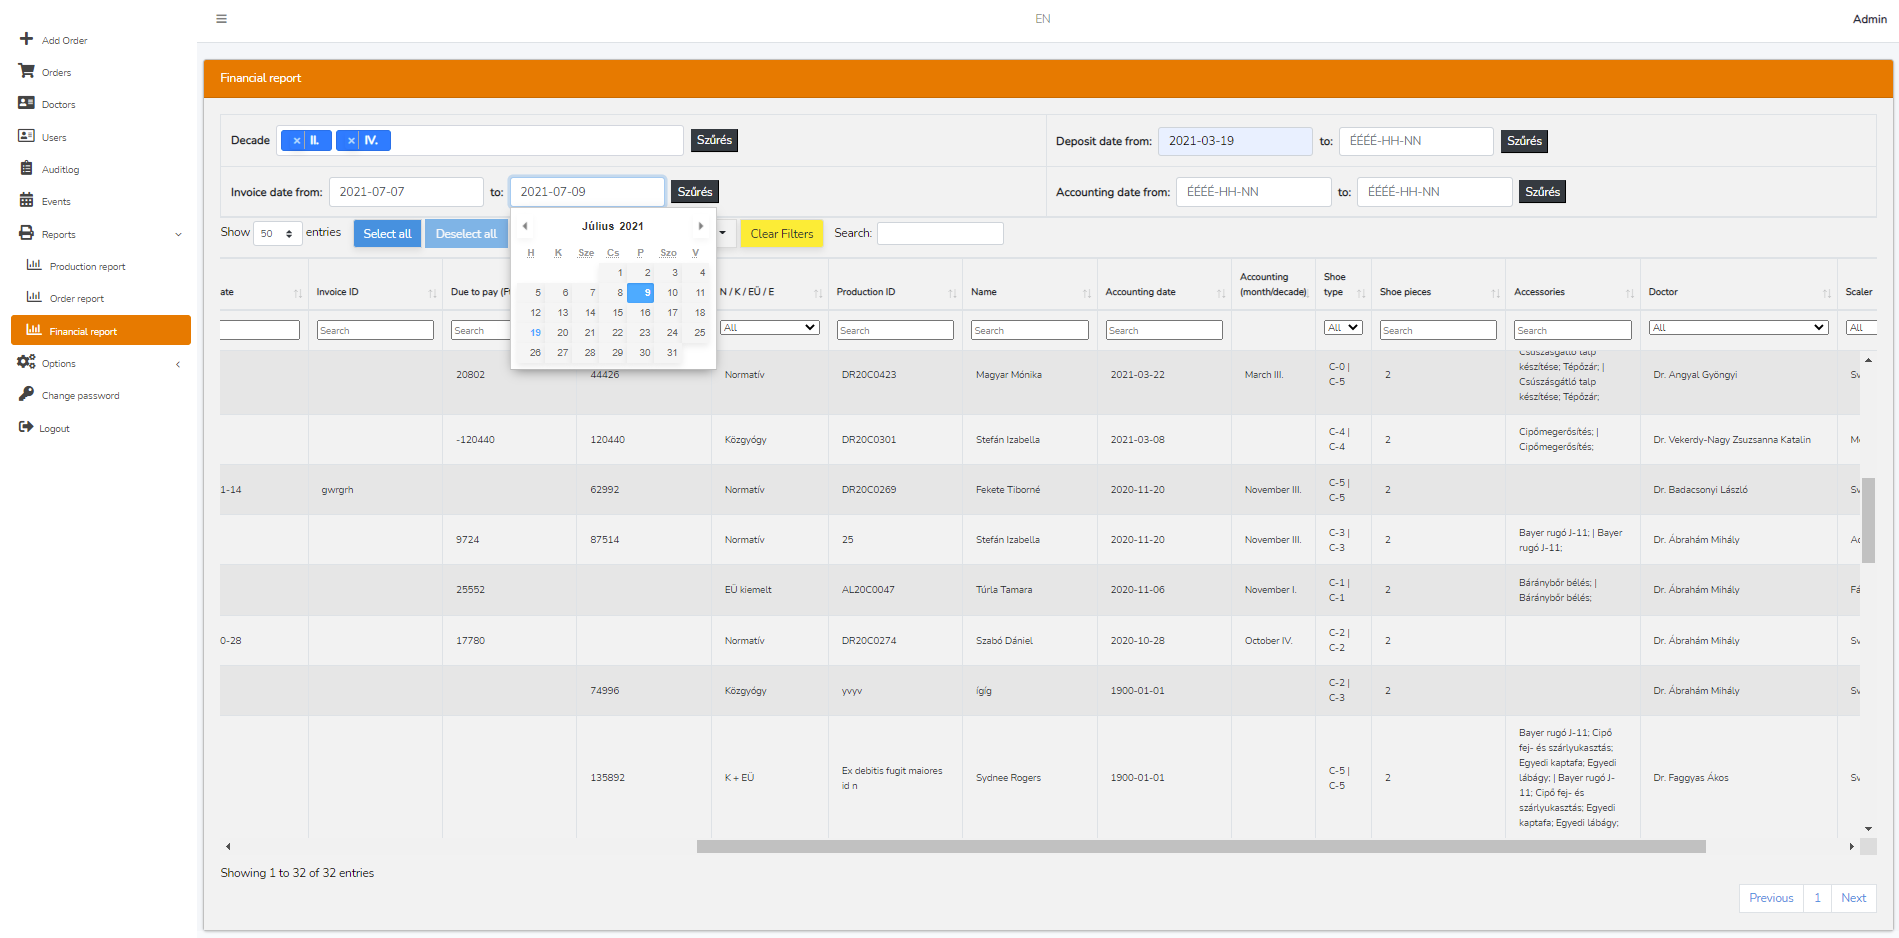 EN
Admin
Add Order
Orders
Doctors
Users
Auditlog
Events
Reports
Production report
Order report
Financial report
Options
Change password
Logout
Financial report
Decade × II. × IV. Szűrés
Deposit date from: 2021-03-19 to: ÉÉÉÉ-HH-NN Szűrés
Invoice date from: 2021-07-07 to: 2021-07-09 Szűrés
Accounting date from: ÉÉÉÉ-HH-NN to: ÉÉÉÉ-HH-NN Szűrés
Július 2021
H K Sze Cs P Szo V
1 2 3 4
5 6 7 8 9 10 11
12 13 14 15 16 17 18
19 20 21 22 23 24 25
26 27 28 29 30 31
Show 50 entries Select all Deselect all Clear Filters Search:
ate Invoice ID Due to pay (F N / K / EÜ / E Production ID Name Accounting date Accounting (month/decade) Shoe type Shoe pieces Accessories Doctor Scaler
Search Search All Search Search Search All Search Search All All
20802 44426 Normatív DR20C0423 Magyar Mónika 2021-03-22 March III. C-0 | C-5 2 Csúszásgátló talp készítése; Tépőzár; | Csúszásgátló talp készítése; Tépőzár; Dr. Angyal Gyöngyi Sv
-120440 120440 Közgyógy DR20C0301 Stefán Izabella 2021-03-08 C-4 | C-4 2 Cipőmegerősítés; | Cipőmegerősítés; Dr. Vekerdy-Nagy Zsuzsanna Katalin
1-14 gwrgrh 62992 Normatív DR20C0269 Fekete Tiborné 2020-11-20 November III. C-5 | C-5 2 Dr. Badacsonyi László Sv
9724 87514 Normatív 25 Stefán Izabella 2020-11-20 November III. C-3 | C-3 2 Bayer rugó J-11; | Bayer rugó J-11; Dr. Ábrahám Mihály
25552 EÜ kiemelt AL20C0047 Túrla Tamara 2020-11-06 November I. C-1 | C-1 2 Báránybőr bélés; | Báránybőr bélés; Dr. Ábrahám Mihály Fá
0-28 17780 Normatív DR20C0274 Szabó Dániel 2020-10-28 October IV. C-2 | C-2 2 Dr. Ábrahám Mihály Sv
74996 Közgyógy yvyv ígíg 1900-01-01 C-2 | C-3 2 Dr. Ábrahám Mihály Sv
135892 K + EÜ Ex debitis fugit maiores id n Sydnee Rogers 1900-01-01 C-5 | C-5 2 Bayer rugó J-11; Cipő fej- és szárlyukasztás; Egyedi kaptafa; Egyedi lábágy; | Bayer rugó J-11; Cipő fej- és szárlyukasztás; Egyedi kaptafa; Egyedi lábágy; Dr. Faggyas Ákos Sv
Showing 1 to 32 of 32 entries
Previous 1 Next